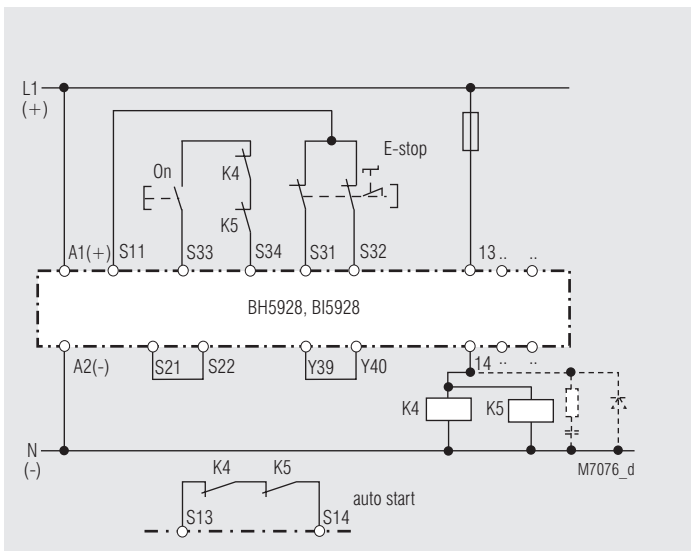 L1
(+)
E-stop
On
K4
K5
A1(+)
S11
S33
S34
S31
S32
13
..
..
BH5928, BI5928
A2(-)
S21
S22
Y39
Y40
14
..
..
K4
K5
N
(-)
M7076_d
K4
K5
auto start
S13
S14